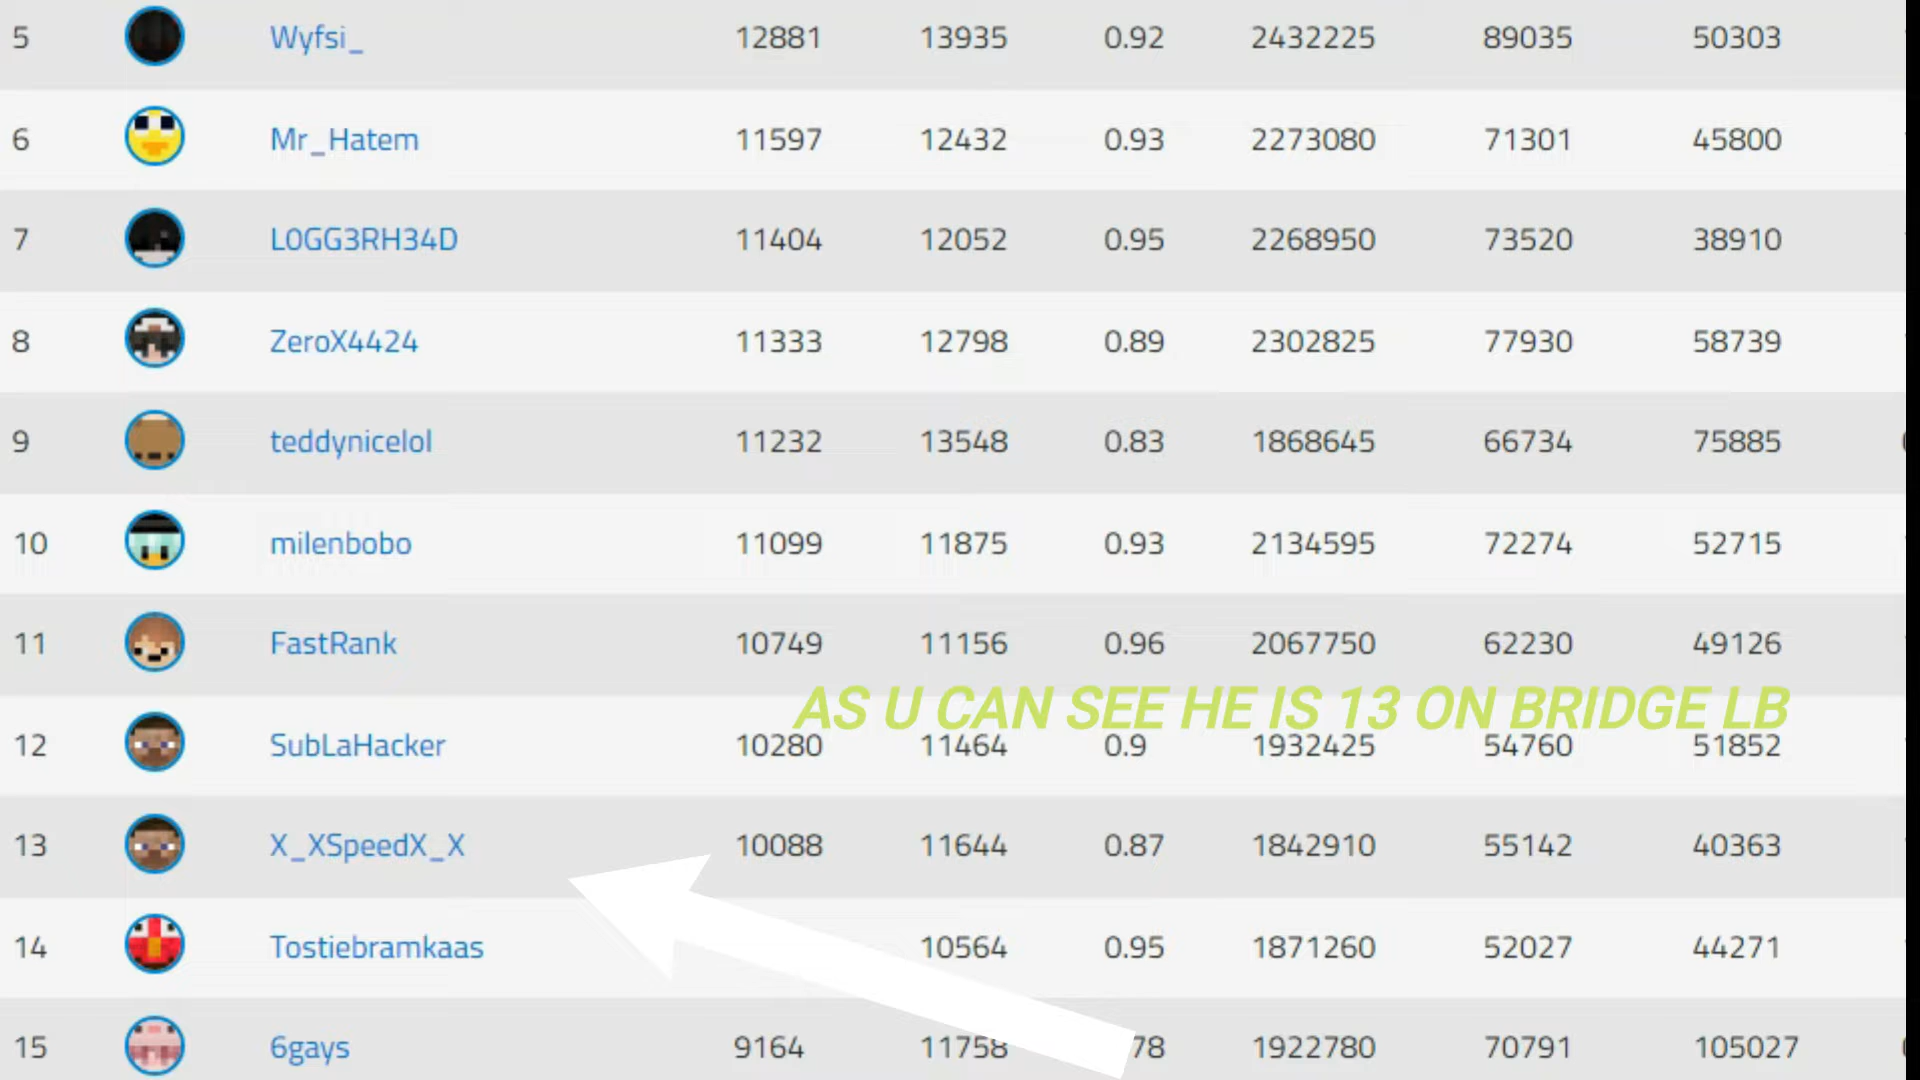 5 Wyfsi_ 12881 13935 0.92 2432225 89035 50303
6 Mr_Hatem 11597 12432 0.93 2273080 71301 45800
7 L0GG3RH34D 11404 12052 0.95 2268950 73520 38910
8 ZeroX4424 11333 12798 0.89 2302825 77930 58739
9 teddynicelol 11232 13548 0.83 1868645 66734 75885
10 milenbobo 11099 11875 0.93 2134595 72274 52715
11 FastRank 10749 11156 0.96 2067750 62230 49126
AS U CAN SEE HE IS 13 ON BRIDGE LB
12 SubLaHacker 10280 11464 0.9 1932425 54760 51852
13 X_XSpeedX_X 10088 11644 0.87 1842910 55142 40363
14 Tostiebramkaas 10564 0.95 1871260 52027 44271
15 6gays 9164 11758 78 1922780 70791 105027